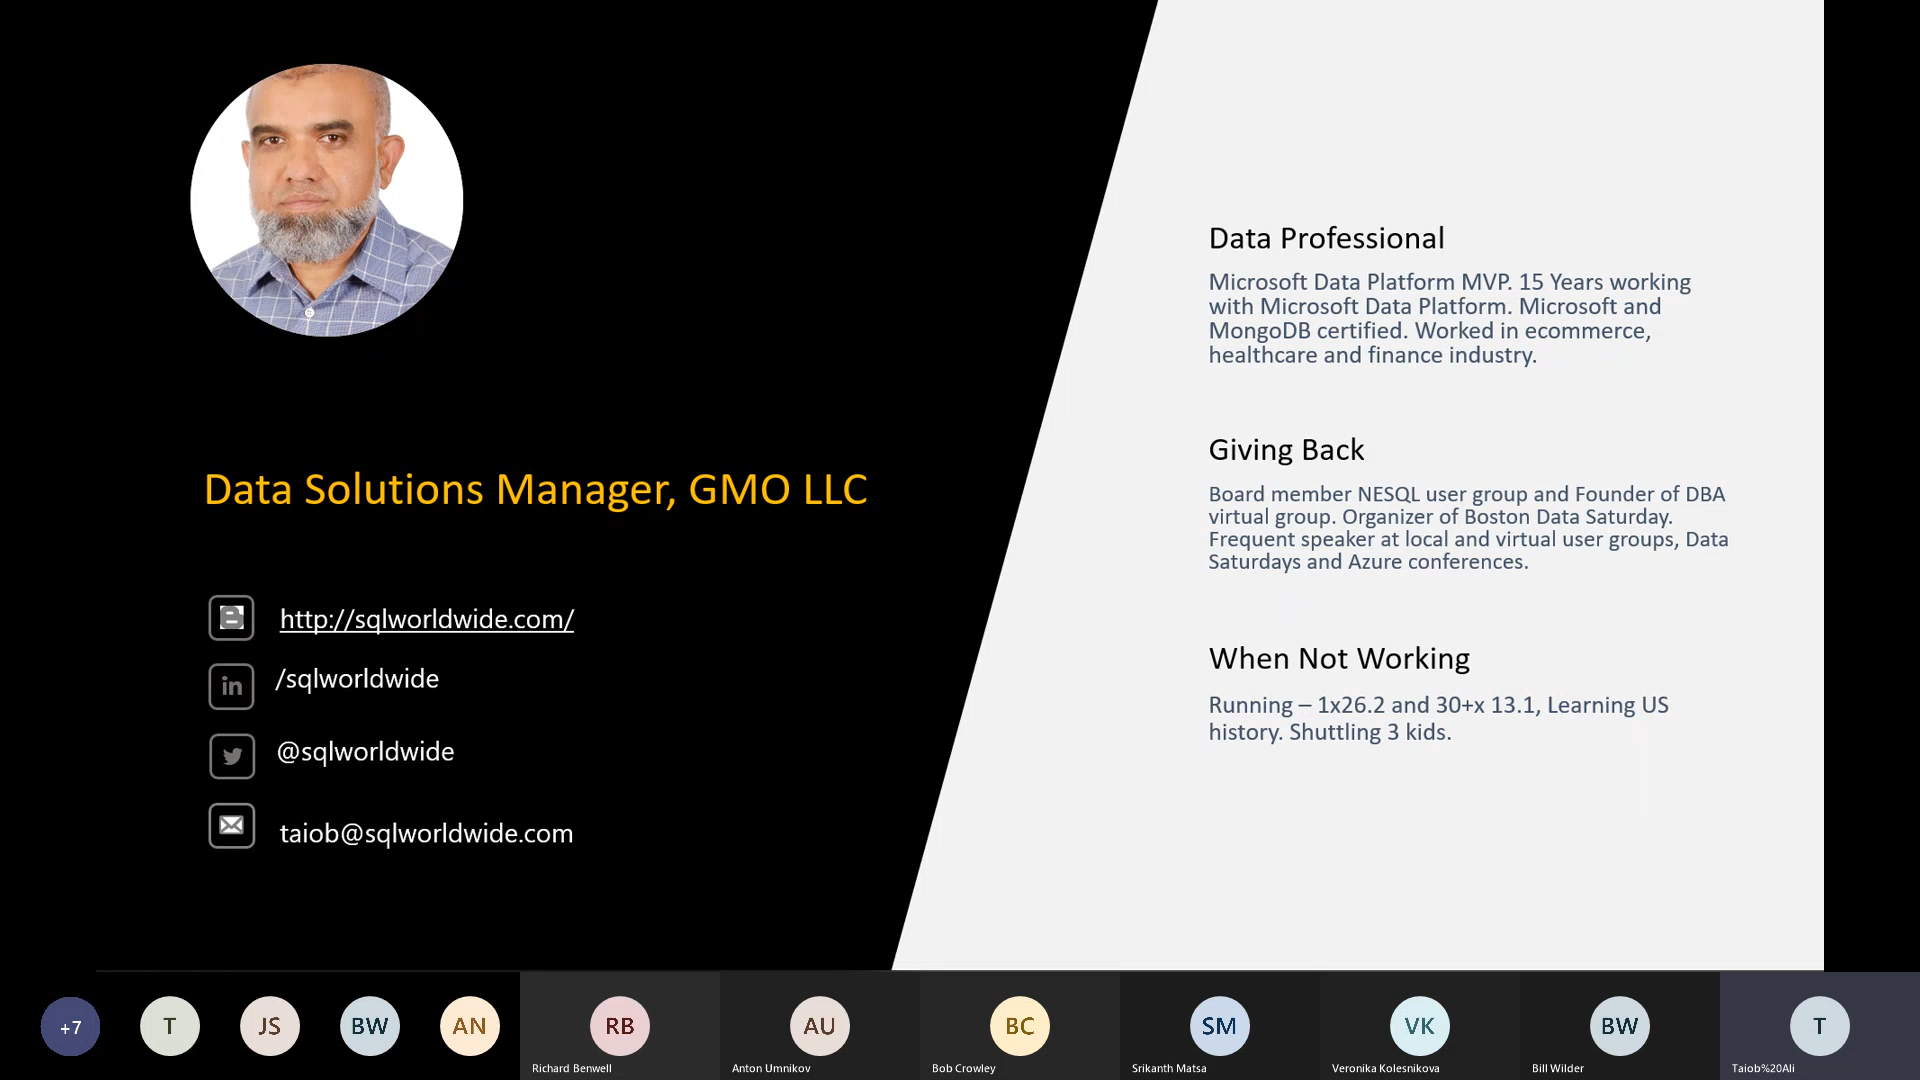 Data Solutions Manager, GMO LLC
http://sqlworldwide.com/
in
/sqlworldwide
@sqlworldwide
taiob@sqlworldwide.com
Data Professional
Microsoft Data Platform MVP. 15 Years working
with Microsoft Data Platform. Microsoft and
MongoDB certified. Worked in ecommerce,
healthcare and finance industry.
Giving Back
Board member NESQL user group and Founder of DBA
virtual group. Organizer of Boston Data Saturday.
Frequent speaker at local and virtual user groups, Data
Saturdays and Azure conferences.
When Not Working
Running – 1x26.2 and 30+x 13.1, Learning US
history. Shuttling 3 kids.
+7
T
JS
BW
AN
RB
Richard Benwell
AU
Anton Umnikov
BC
Bob Crowley
SM
Srikanth Matsa
VK
Veronika Kolesnikova
BW
Bill Wilder
T
Taiob%20Ali